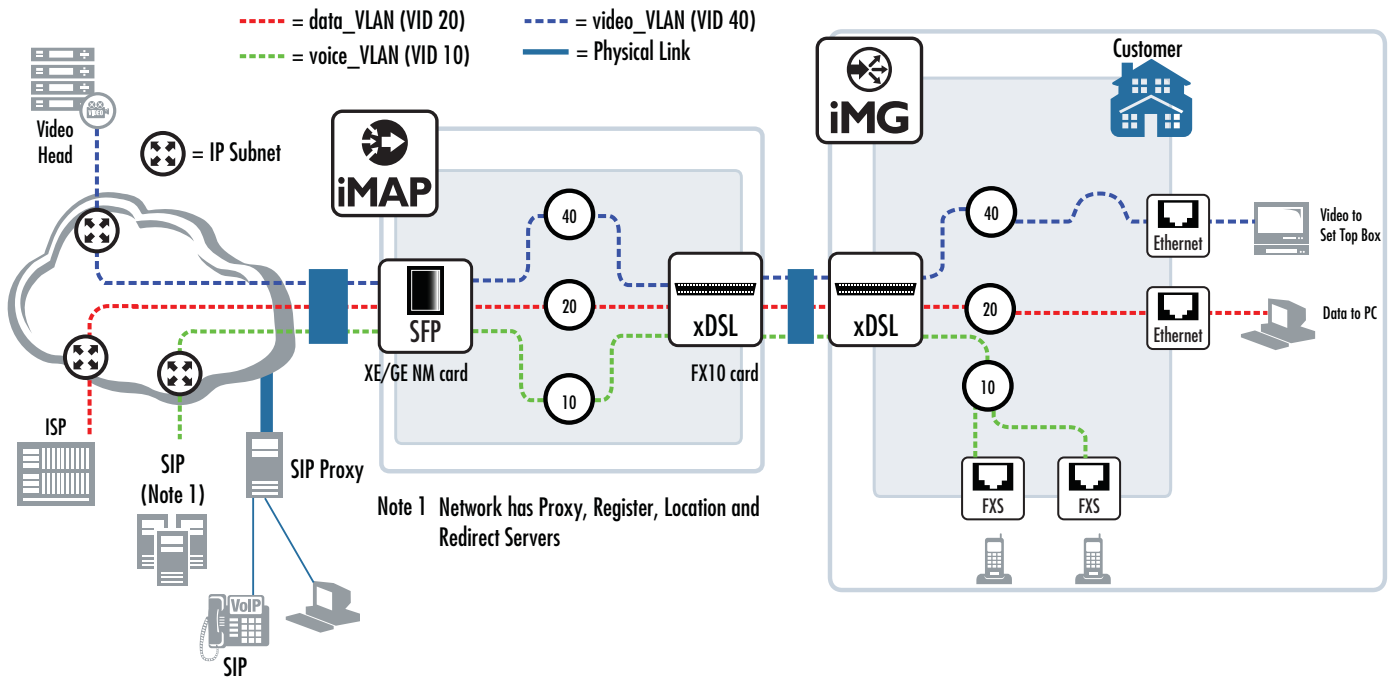 = data_VLAN (VID 20)
= video_VLAN (VID 40)
= voice_VLAN (VID 10)
= Physical Link
Customer
iMG
Video
Head
= IP Subnet
iMAP
40
40
Ethernet
Video to
Set Top Box
SFP
20
xDSL
xDSL
20
Ethernet
Data to PC
XE/GE NM card
FX10 card
10
10
ISP
SIP
(Note 1)
SIP Proxy
Note 1 Network has Proxy, Register, Location and
Redirect Servers
FXS
FXS
VoIP
SIP